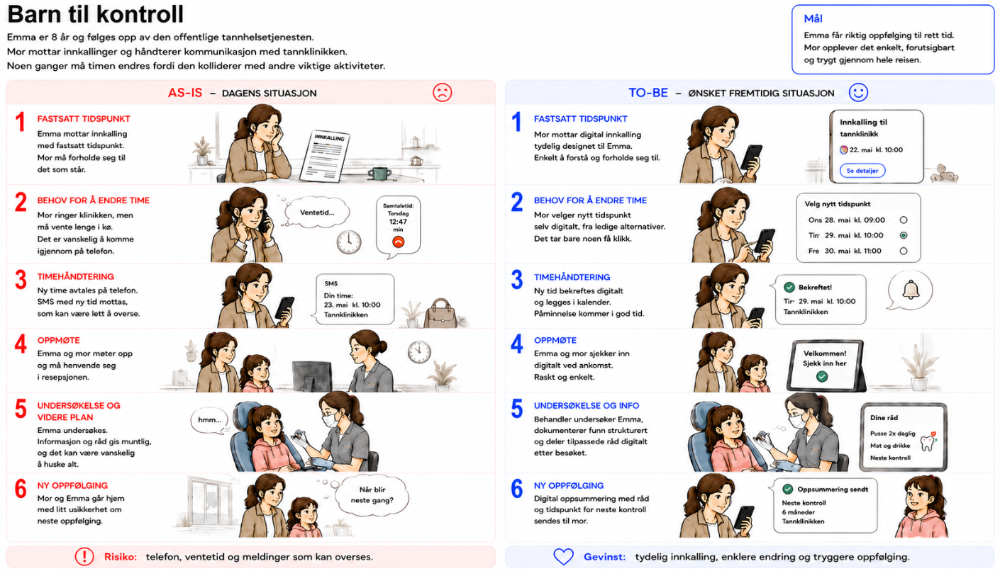 Barn til kontroll
Emma er 8 år og følges opp av den offentlige tannhelsetjenesten.
Mor mottar innkallinger og håndterer kommunikasjon med tannklinikken.
Noen ganger må timen endres fordi den kolliderer med andre viktige aktiviteter.
Mål
Emma får riktig oppfølging til rett tid.
Mor opplever det enkelt, forutsigbart
og trygt gjennom hele reisen.
AS-IS – DAGENS SITUASJON
1 FASTSATT TIDSPUNKT
Emma mottar innkalling
med fastsatt tidspunkt.
Mor må forholde seg til
det som står.
INNKALLING
2 BEHOV FOR Å ENDRE TIME
Mor ringer klinikken, men
må vente lenge i kø.
Det er vanskelig å komme
igjennom på telefon.
Ventetid...
Samtaletid:
Torsdag
12:47
min
3 TIMEHÅNDTERING
Ny time avtales på telefon.
SMS med ny tid mottas,
som kan være lett å overse.
SMS
Din time:
23. mai kl. 10:00
Tannklinikken
4 OPPMØTE
Emma og mor møter opp
og må henvende seg
i resepsjonen.
5 UNDERSØKELSE OG
VIDERE PLAN
Emma undersøkes.
Informasjon og råd gis muntlig,
og det kan være vanskelig
å huske alt.
hmm...
6 NY OPPFØLGING
Mor og Emma går hjem
med litt usikkerhet om
neste oppfølging.
Når blir
neste gang?
Risiko: telefon, ventetid og meldinger som kan overses.
TO-BE – ØNSKET FREMTIDIG SITUASJON
1 FASTSATT TIDSPUNKT
Mor mottar digital innkalling
tydelig designet til Emma.
Enkelt å forstå og forholde seg til.
Innkalling til
tannklinikk
22. mai kl. 10:00
Se detaljer
2 BEHOV FOR Å ENDRE TIME
Mor velger nytt tidspunkt
selv digitalt, fra ledige alternativer.
Det tar bare noen få klikk.
Velg nytt tidspunkt
Ons 28. mai kl. 09:00
29. mai kl. 10:00
Fre 30. mai kl. 11:00
3 TIMEHÅNDTERING
Ny tid bekreftes digitalt
og legges i kalender.
Påminnelse kommer i god tid.
Bekreftet!
29. mai kl. 10:00
Tannklinikken
4 OPPMØTE
Emma og mor sjekker inn
digitalt ved ankomst.
Raskt og enkelt.
Velkommen!
Sjekk inn her
5 UNDERSØKELSE OG INFO
Behandler undersøker Emma,
dokumenterer funn strukturert
og deler tilpassede råd digitalt
etter besøket.
Dine råd
Pusse 2x daglig
Mat og drikke
Neste kontroll
6 NY OPPFØLGING
Digital oppsummering med råd
og tidspunkt for neste kontroll
sendes til mor.
Oppsummering sendt
Neste kontroll
6 måneder
Tannkllinikken
Gevinst: tydelig innkalling, enklere endring og tryggere oppfølging.